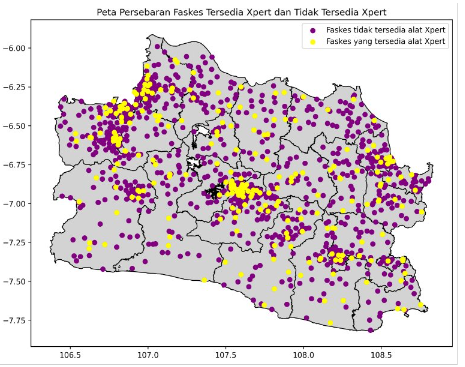 Peta Persebaran Faskes Tersedia Xpert dan Tidak Tersedia Xpert
Faskes tidak tersedia alat Xpert
Faskes yang tersedia alat Xpert
−6.00
−6.25
−6.50
−6.75
−7.00
−7.25
−7.50
−7.75
106.5 107.0 107.5 108.0 108.5